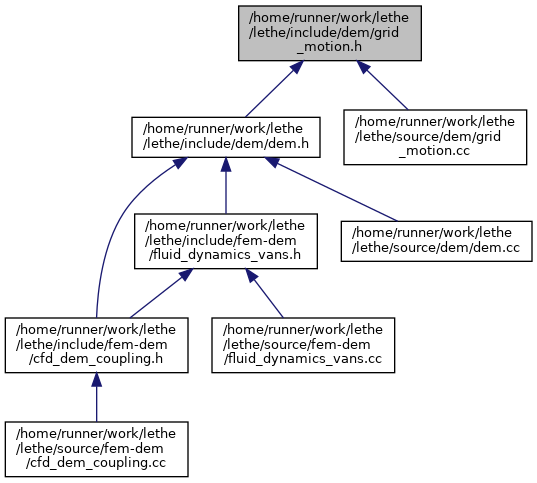 /home/runner/work/lethe
/lethe/include/dem/grid
_motion.h
/home/runner/work/lethe
/lethe/include/dem/dem.h
/home/runner/work/lethe
/lethe/source/dem/grid
_motion.cc
/home/runner/work/lethe
/lethe/include/fem-dem
/fluid_dynamics_vans.h
/home/runner/work/lethe
/lethe/source/dem/dem.cc
/home/runner/work/lethe
/lethe/include/fem-dem
/cfd_dem_coupling.h
/home/runner/work/lethe
/lethe/source/fem-dem
/fluid_dynamics_vans.cc
/home/runner/work/lethe
/lethe/source/fem-dem
/cfd_dem_coupling.cc